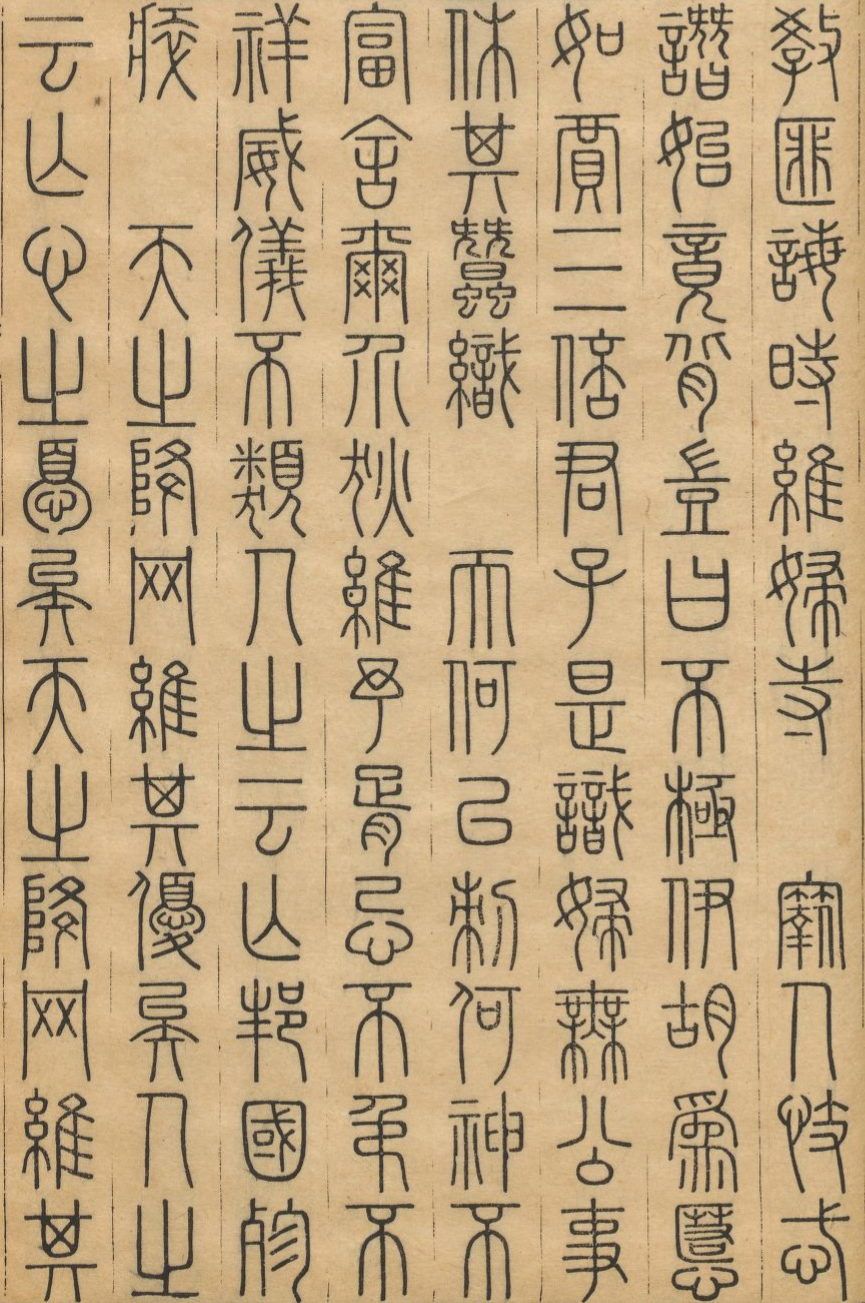 教匪誨時維婦寺 鞫人忮忒
譖始竟背豈曰不極伊胡爲慝
如賈三倍君子是識婦無公事
休其蠶織 而何以刺何神不
富舍爾介狄維予胥忌不弔不
祥威儀不類人之云亡邦國殄
瘁 天之降网維其優矣人之
云亡心之憂矣天之降网維其